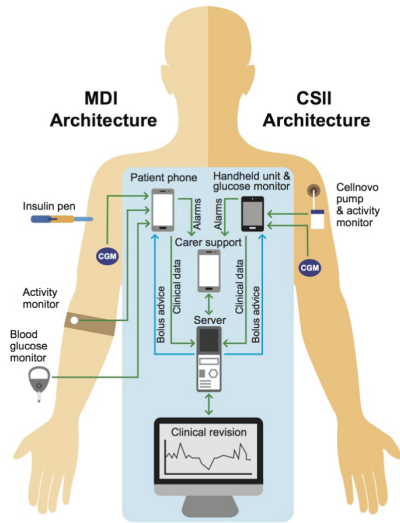 MDI
Architecture
CSII
Architecture
Patient phone
Handheld unit &
glucose monitor
Insulin pen
Cellnovo
pump
& activity
monitor
Alarms
Alarms
CGM
CGM
Carer support
Activity
monitor
Bolus advice
Clinical data
Clinical data
Bolus advice
Server
Blood
glucose
monitor
Clinical revision